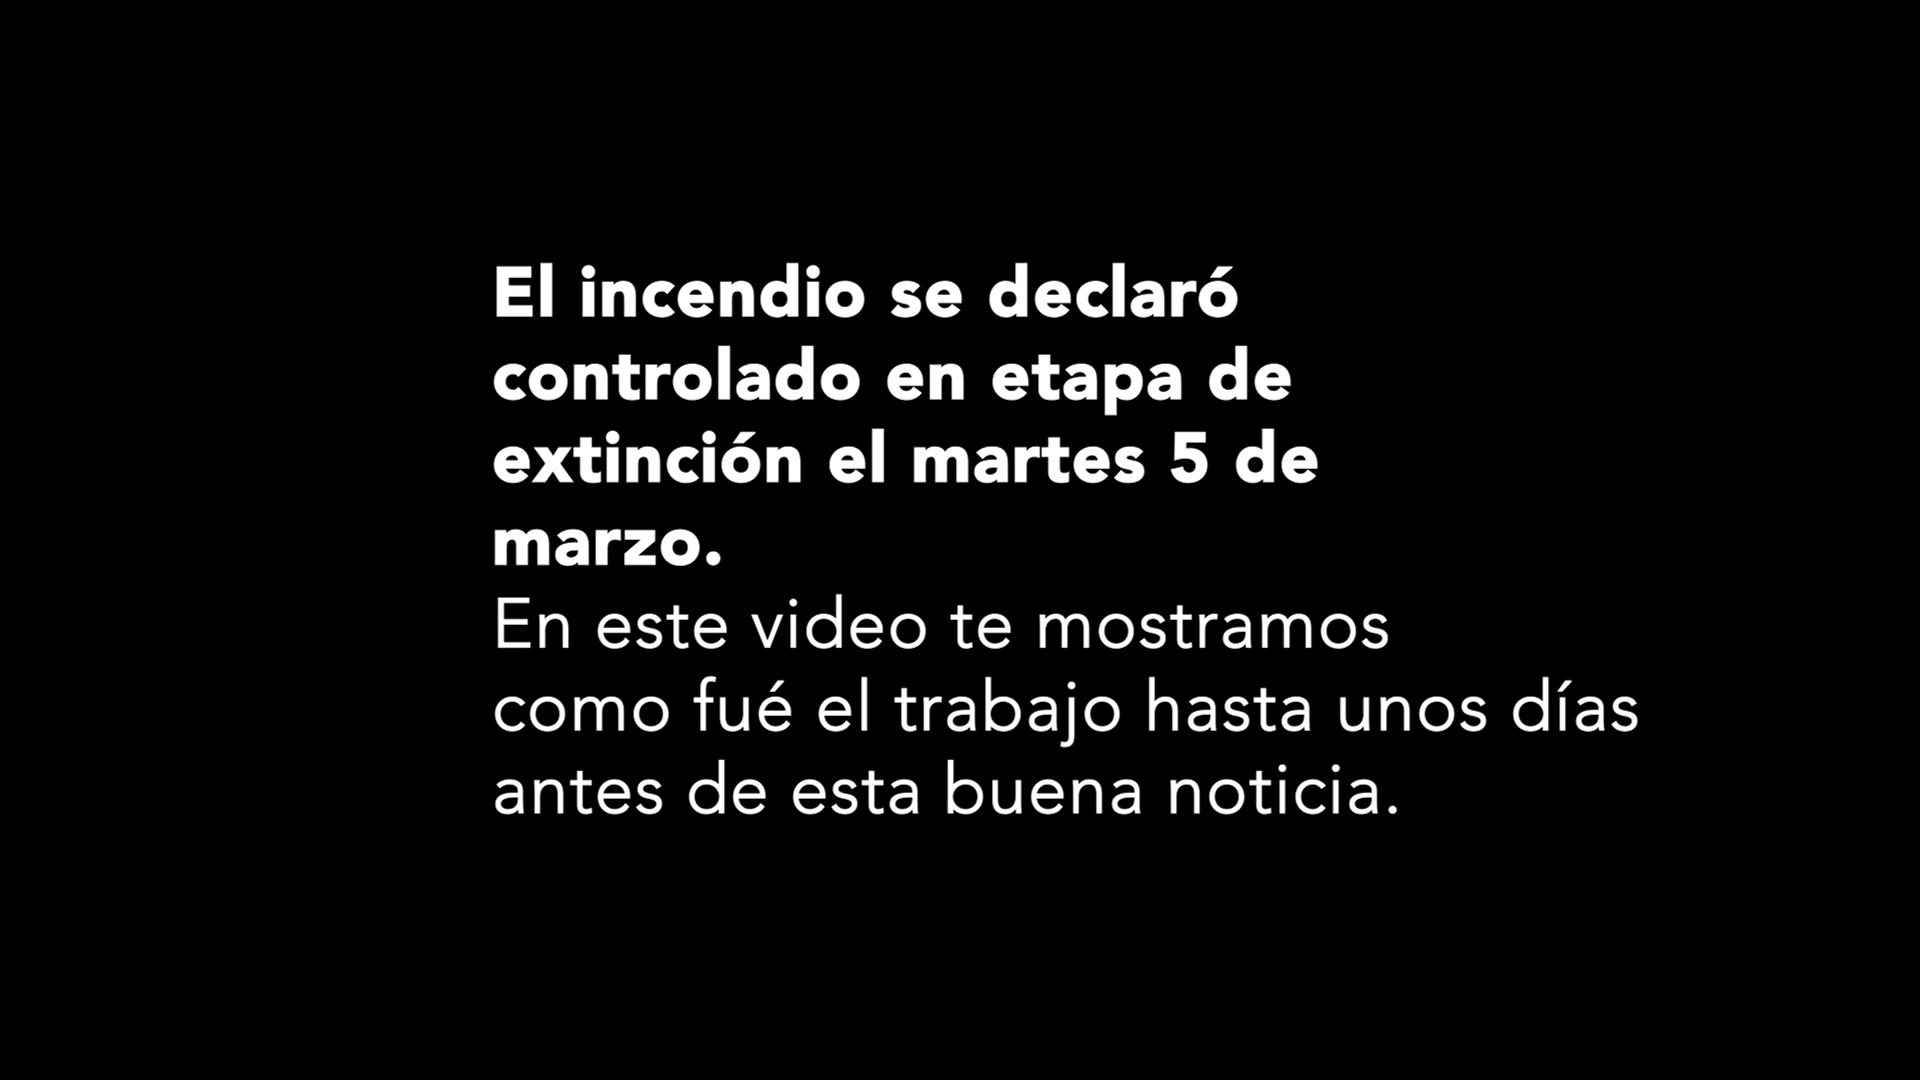 El incendio se declaró
controlado en etapa de
extinción el martes 5 de
marzo.
En este video te mostramos
como fué el trabajo hasta unos días
antes de esta buena noticia.